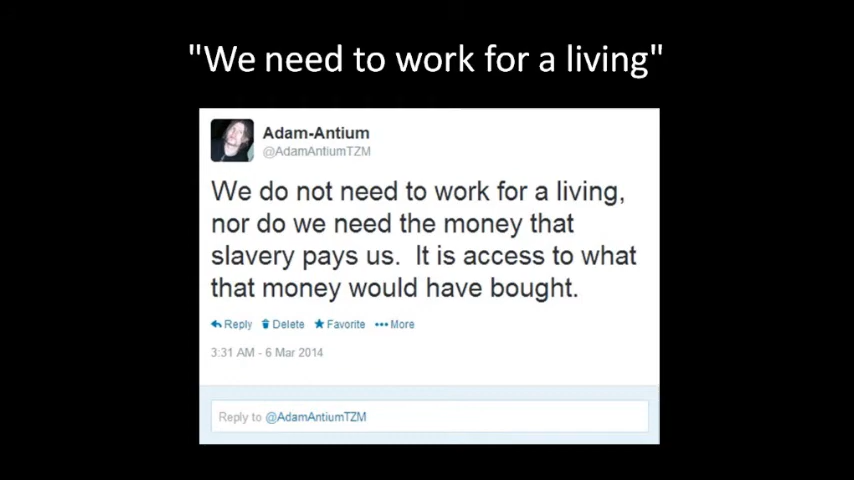 "We need to work for a living"
Adam-Antium
@AdamAntiumTZM
We do not need to work for a living,
nor do we need the money that
slavery pays us.  It is access to what
that money would have bought.
Reply Delete Favorite More
3:31 AM - 6 Mar 2014
Reply to @AdamAntiumTZM